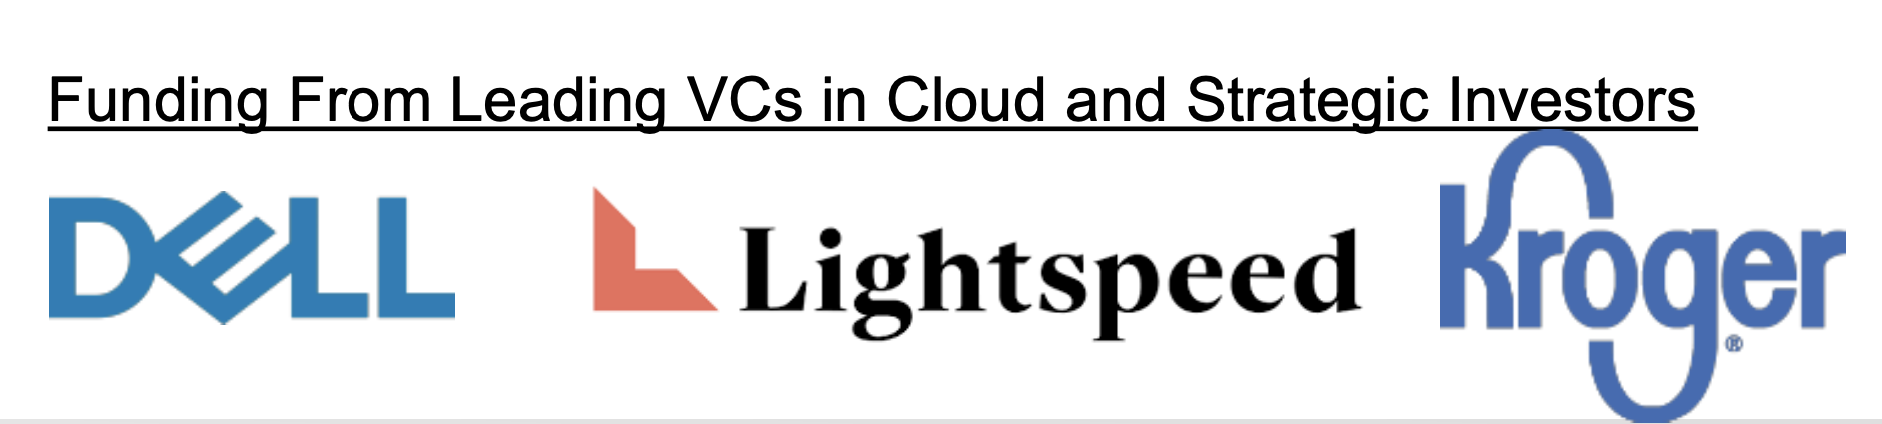 Funding From Leading VCs in Cloud and Strategic Investors
DELL Lightspeed Kroger®